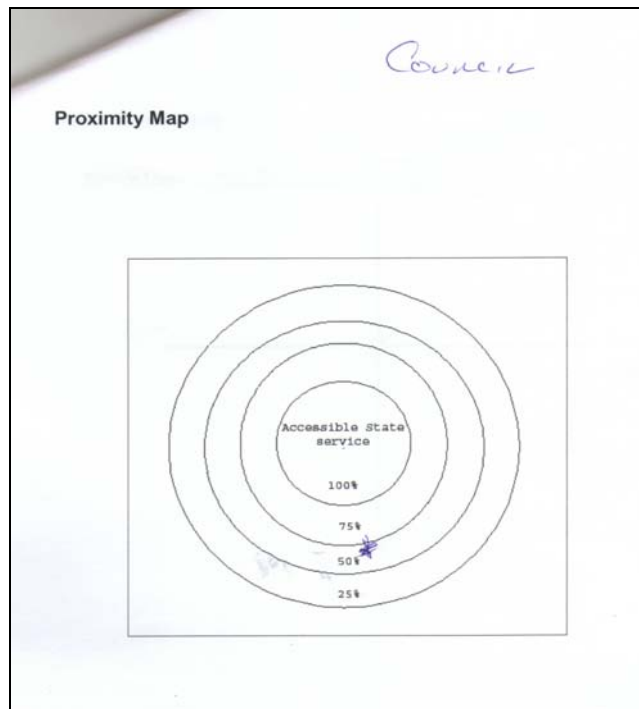 Council
Proximity Map
Accessible State
service
100%
75%
50%
25%